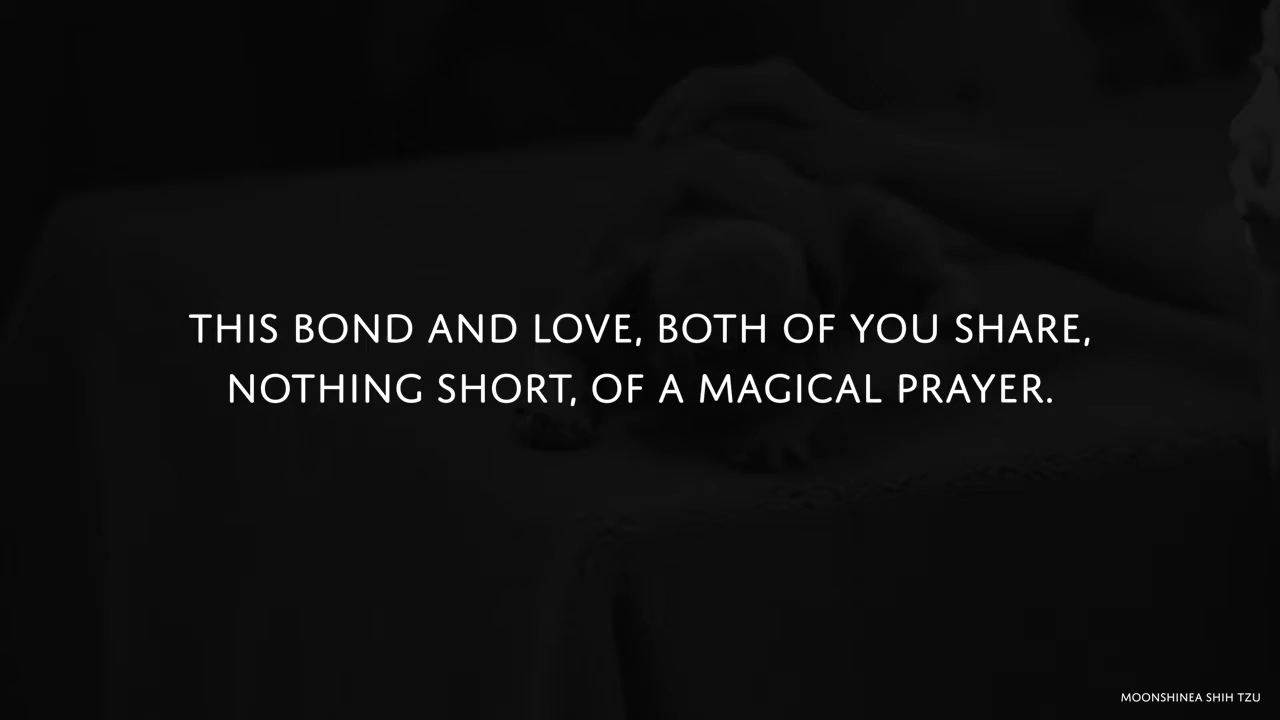 THIS BOND AND LOVE, BOTH OF YOU SHARE,
NOTHING SHORT, OF A MAGICAL PRAYER.
MOONSHINEA SHIH TZU